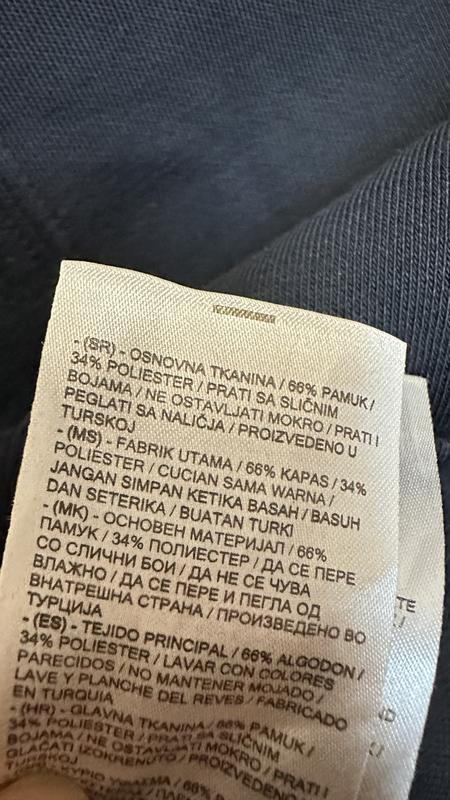 - (SR) - OSNOVNA TKANINA / 66% PAMUK /
34% POLIESTER / PRATI SA SLIČNIM
BOJAMA / NE OSTAVLJATI MOKRO / PRATI I
PEGLATI SA NALIČJA / PROIZVEDENO U
TURSKOJ
- (MS) - FABRIK UTAMA / 66% KAPAS / 34%
POLIESTER / CUCIAN SAMA WARNA /
JANGAN SIMPAN KETIKA BASAH / BASUH
DAN SETERIKA / BUATAN TURKI
- (MK) - ОСНОВЕН МАТЕРИЈАЛ / 66%
ПАМУК / 34% ПОЛИЕСТЕР / ДА СЕ ПЕРЕ
СО СЛИЧНИ БОИ / ДА НЕ СЕ ЧУВА
ВЛАЖНО / ДА СЕ ПЕРЕ И ПЕГЛА ОД
ВНАТРЕШНА СТРАНА / ПРОИЗВЕДЕНО ВО
ТУРЦИЈА
- (ES) - TEJIDO PRINCIPAL / 66% ALGODON /
34% POLIESTER / LAVAR CON COLORES
PARECIDOS / NO MANTENER MOJADO /
LAVE Y PLANCHE DEL REVES / FABRICADO
EN TURQUIA
- (HR) - GLAVNA TKANINA / 66% PAMUK /
34% POLIESTER / PRATI SA SLIČNIM
BOJAMA / NE OSTAVLJATI MOKRO / PRATI I
GLAČATI IZOKRENUTO / PROIZVEDENO
TURSKOJ